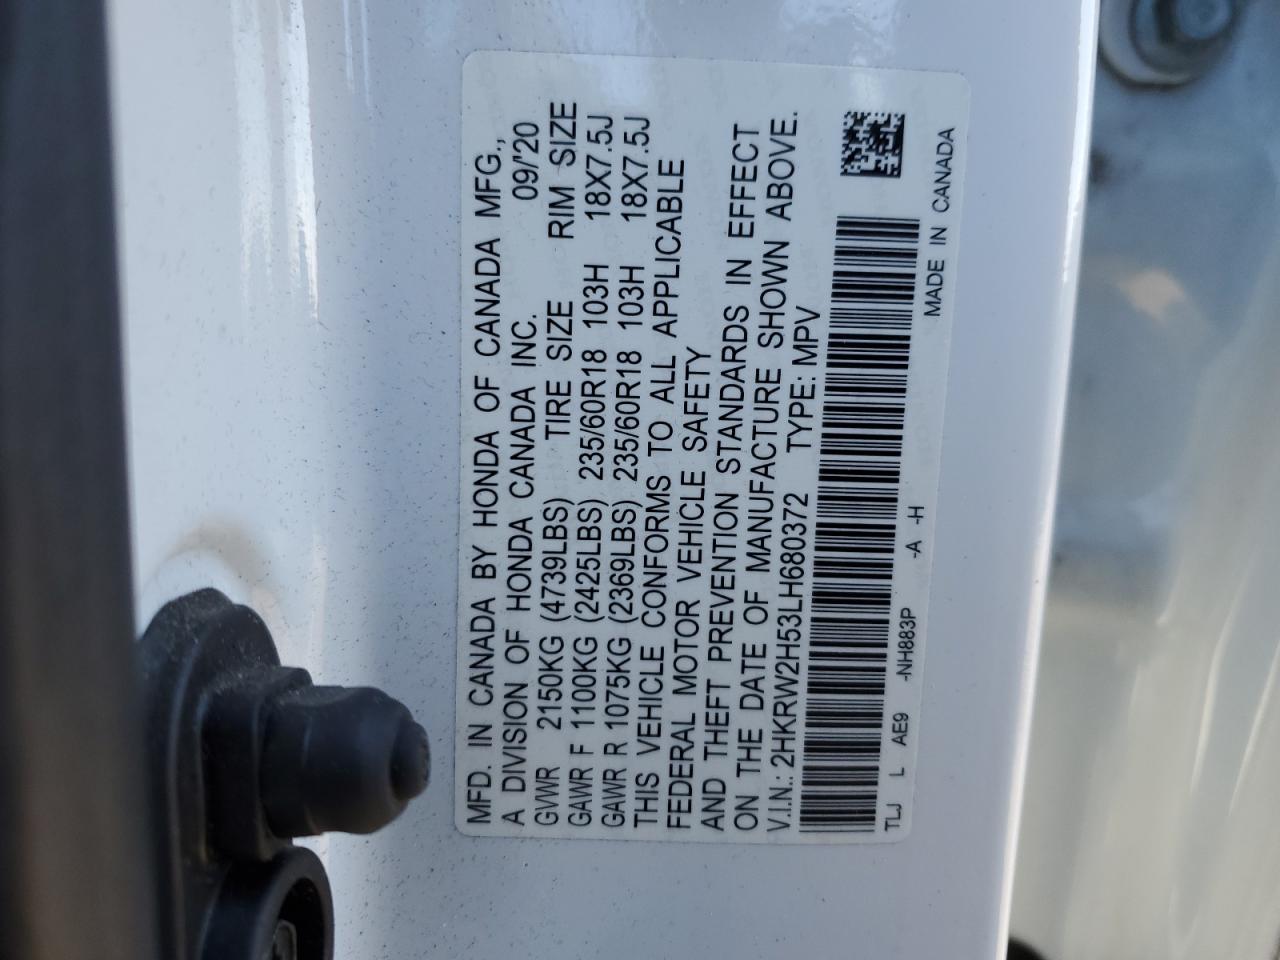 MFD. IN CANADA BY HONDA OF CANADA MFG.,
A DIVISION OF HONDA CANADA INC. 09/'20
GVWR 2150KG (4739LBS) TIRE SIZE RIM SIZE
GAWR F 1100KG (2425LBS) 235/60R18 103H 18X7.5J
GAWR R 1075KG (2369LBS) 235/60R18 103H 18X7.5J
THIS VEHICLE CONFORMS TO ALL APPLICABLE
FEDERAL MOTOR VEHICLE SAFETY
AND THEFT PREVENTION STANDARDS IN EFFECT
ON THE DATE OF MANUFACTURE SHOWN ABOVE.
V.I.N.: 2HKRW2H53LH680372 TYPE: MPV
TLJ L AE9 -NH883P -A -H MADE IN CANADA